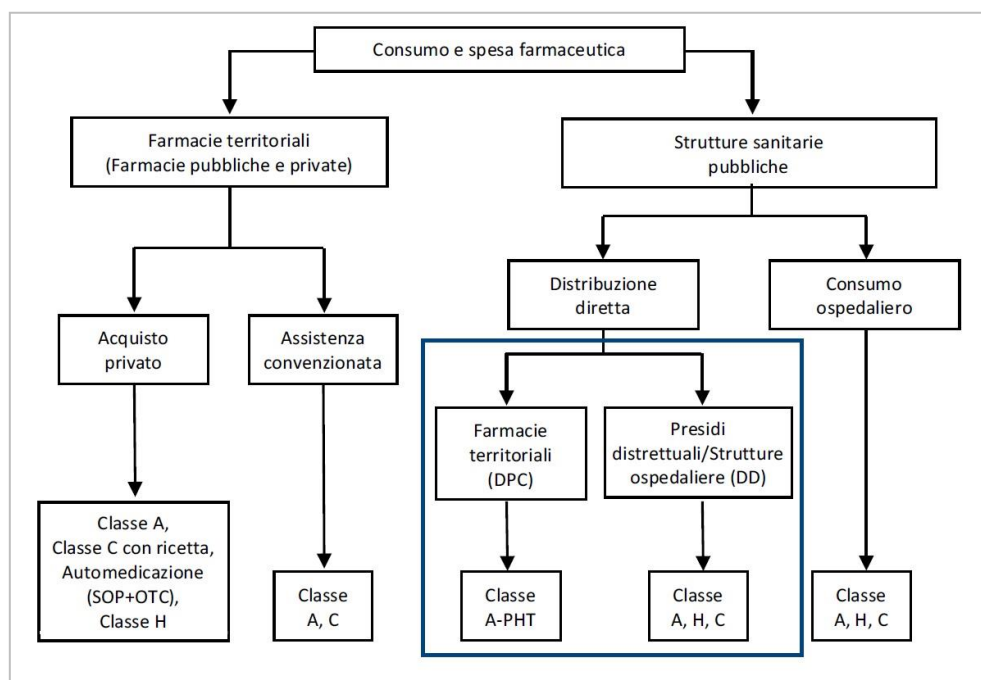 Consumo e spesa farmaceutica
Farmacie territoriali
(Farmacie pubbliche e private)
Strutture sanitarie
pubbliche
Distribuzione
diretta
Consumo
ospedaliero
Acquisto
privato
Assistenza
convenzionata
Farmacie
territoriali
(DPC)
Presidi
distrettuali/Strutture
ospedaliere (DD)
Classe A,
Classe C con ricetta,
Automedicazione
(SOP+OTC),
Classe H
Classe
A, C
Classe
A-PHT
Classe
A, H, C
Classe
A, H, C